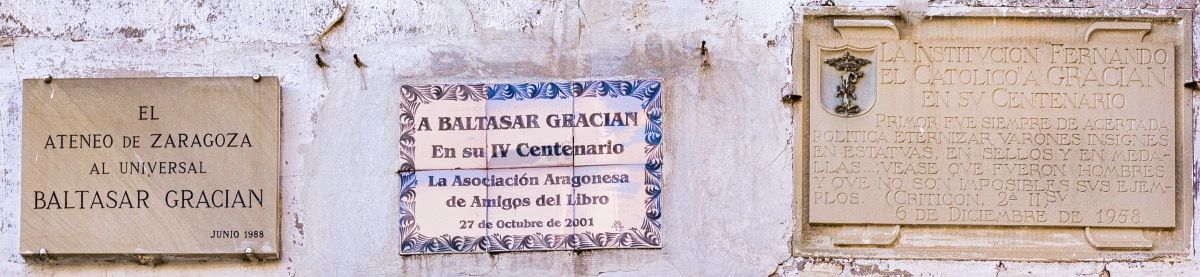 EL
ATENEO DE ZARAGOZA
AL UNIVERSAL
BALTASAR GRACIAN
JUNIO 1988
A BALTASAR GRACIAN
En su IV Centenario
La Asociación Aragonesa
de Amigos del Libro
27 de Octubre de 2001
LA INSTITVCION "FERNANDO
EL CATOLICO" A GRACIAN
EN SV CENTENARIO
PRIMOR FVE SIEMPRE DE ACERTADA
POLITICA ETERNIZAR VARONES INSIGNES
EN ESTATVAS, EN SELLOS Y EN MEDA-
LLAS; VEASE QVE FVERON HOMBRES
Y QVE NO SON IMPOSIBLES SVS EJEM-
PLOS. (CRITICON, 2ª II)
6 DE DICIEMBRE DE 1958.